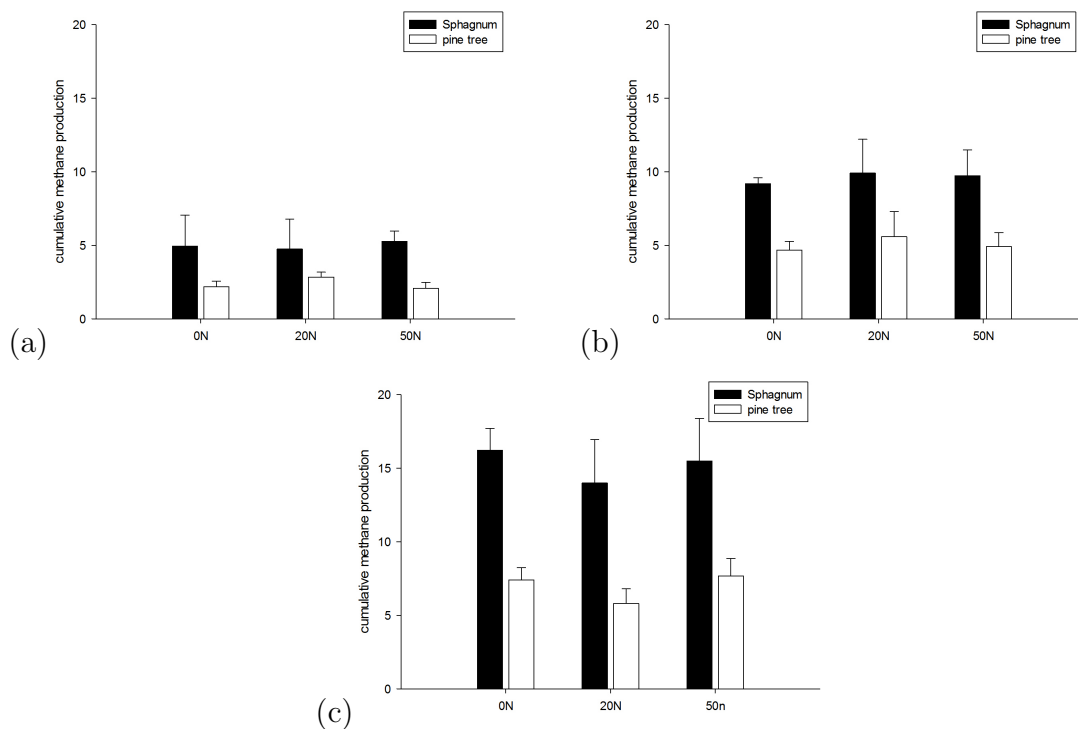 20
15
10
5
0
cumulative methane production
Sphagnum
pine tree
0N
20N
50N
(a)
20
15
10
5
0
cumulative methane production
Sphagnum
pine tree
0N
20N
50N
(b)
20
15
10
5
0
cumulative methane production
Sphagnum
pine tree
0N
20N
50n
(c)